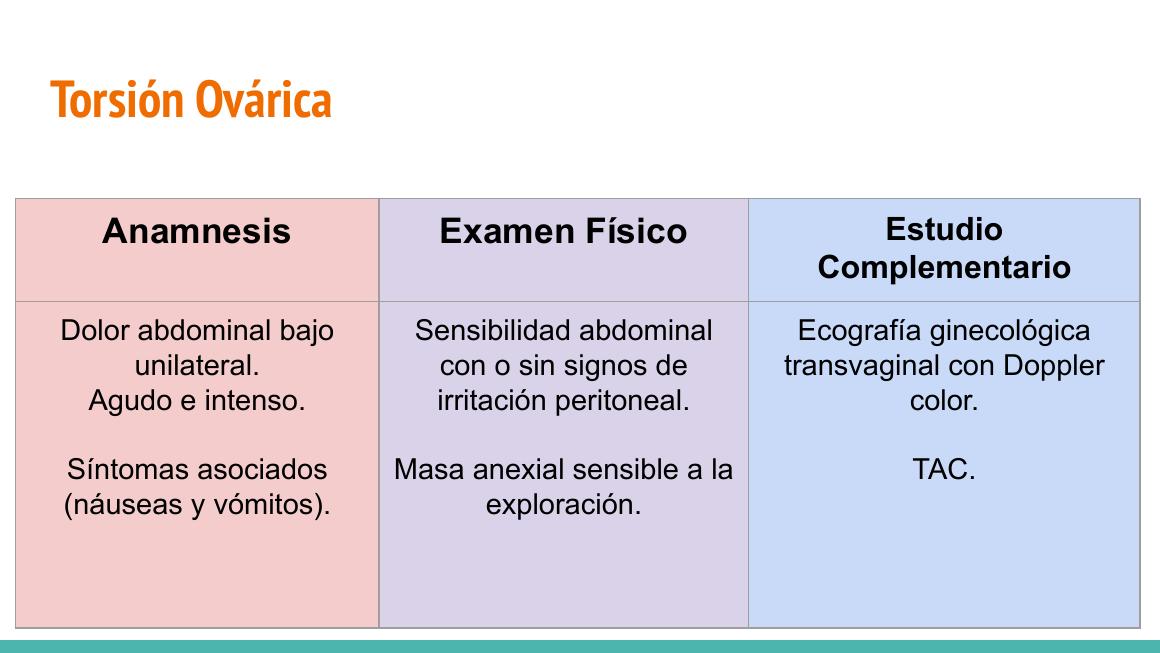 Torsión Ovárica
Anamnesis
Examen Físico
Estudio
Complementario
Dolor abdominal bajo
unilateral.
Agudo e intenso.
Síntomas asociados
(náuseas y vómitos).
Sensibilidad abdominal
con o sin signos de
irritación peritoneal.
Masa anexial sensible a la
exploración.
Ecografía ginecológica
transvaginal con Doppler
color.
TAC.